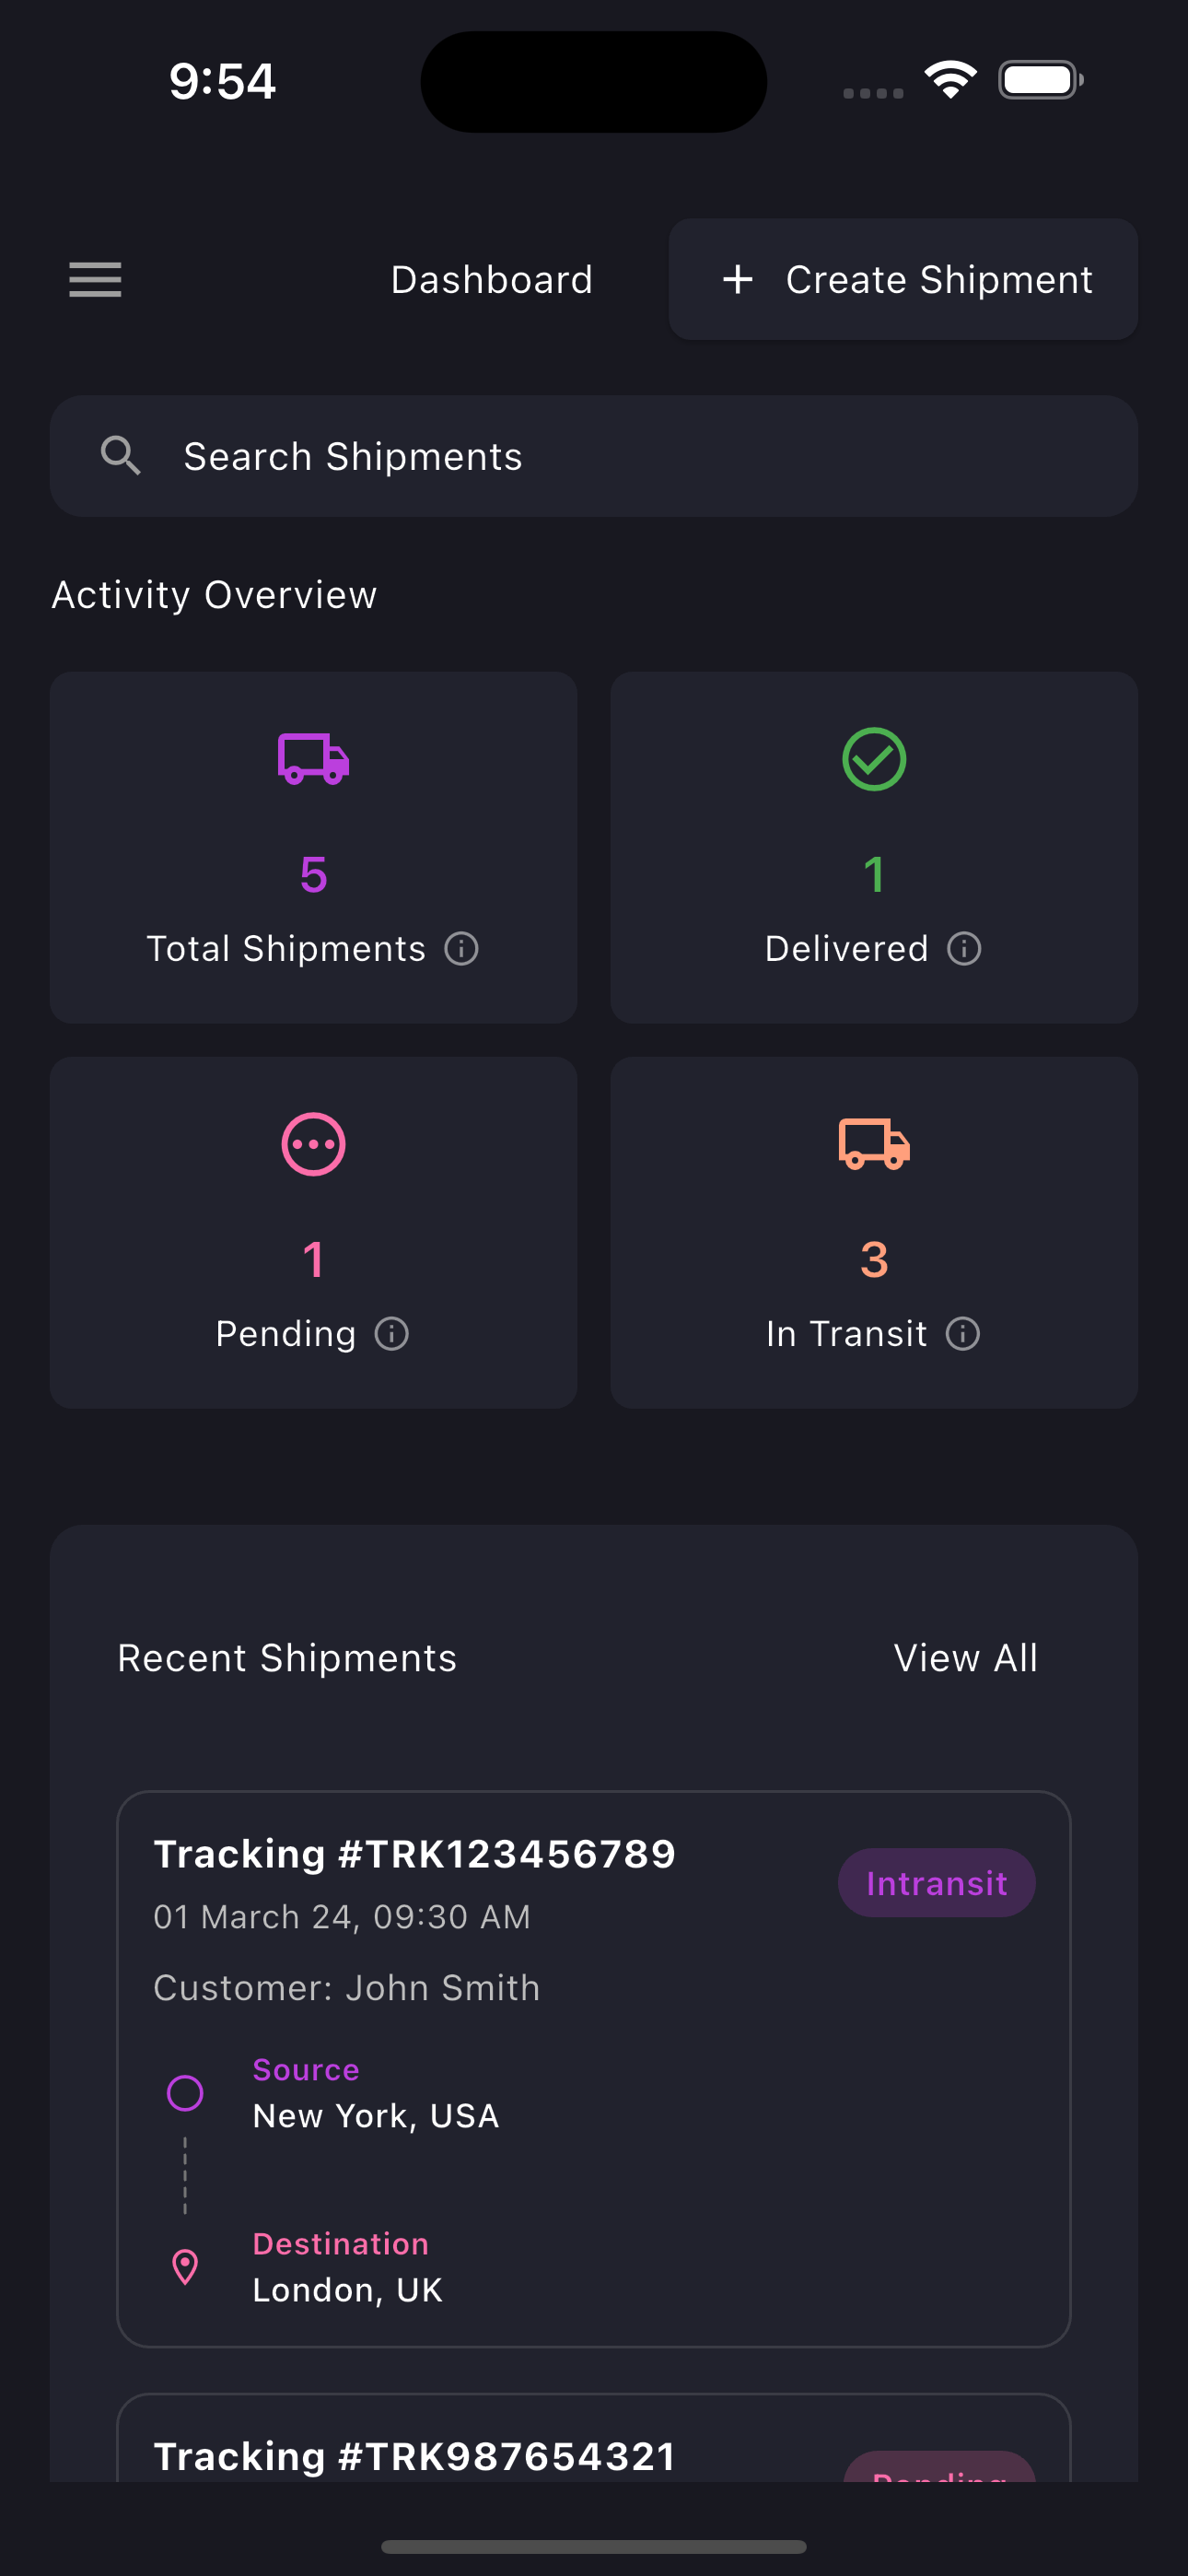 9:54
Dashboard
Create Shipment
Search Shipments
Activity Overview
5
Total Shipments
1
Delivered
1
Pending
3
In Transit
Recent Shipments
View All
Tracking #TRK123456789
Intransit
01 March 24, 09:30 AM
Customer: John Smith
Source
New York, USA
Destination
London, UK
Tracking #TRK987654321
Pending